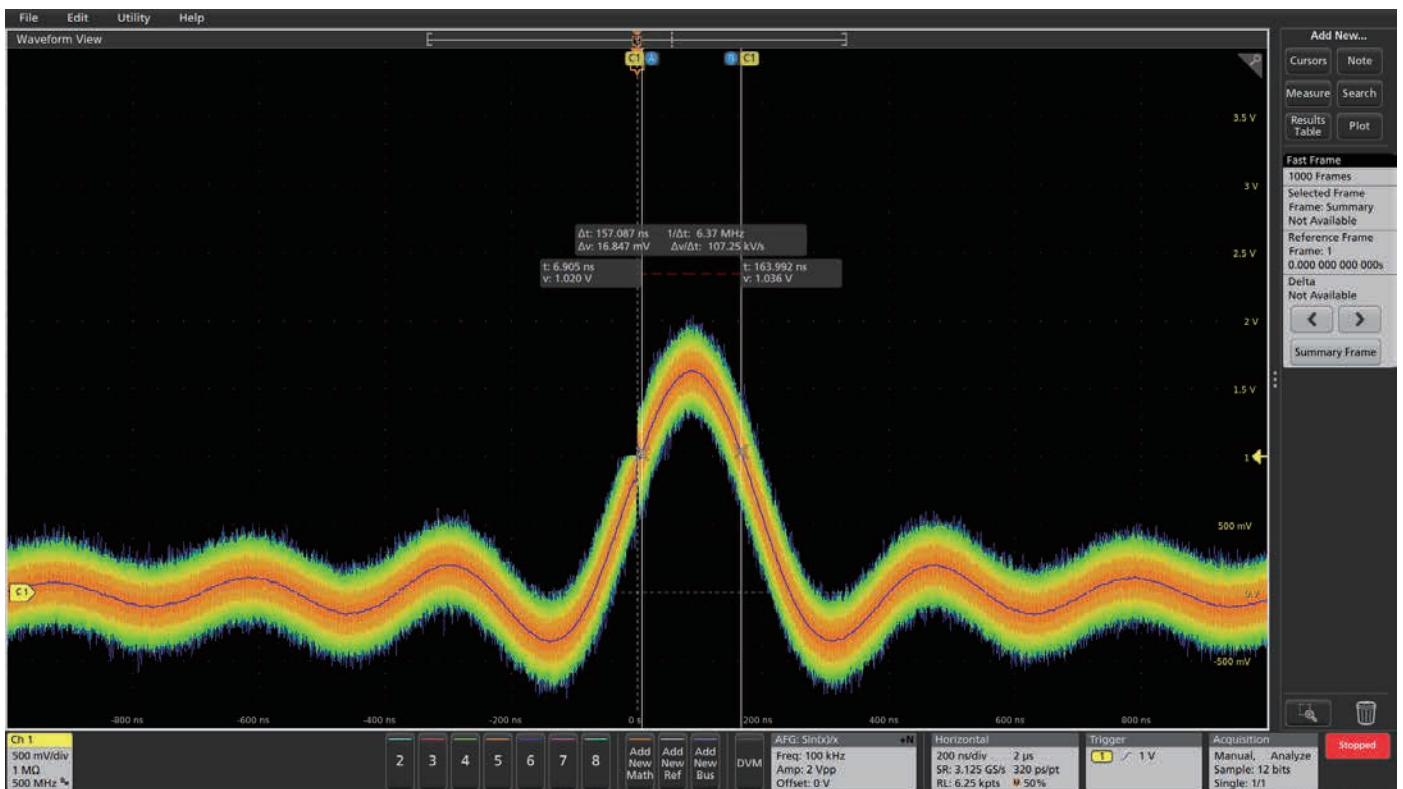 File Edit Utility Help
Waveform View
Add New...
C1 A B C1
Cursors Note
Measure Search
Results Table Plot
3.5 V
3 V
2.5 V
2 V
1.5 V
1
500 mV
0 V
-500 mV
Δt: 157.087 ns 1/Δt: 6.37 MHz
Δv: 16.847 mV Δv/Δt: 107.25 kV/s
t: 6.905 ns
v: 1.020 V
t: 163.992 ns
v: 1.036 V
C1
-800 ns -600 ns -400 ns -200 ns 0 s 200 ns 400 ns 600 ns 800 ns
Fast Frame
1000 Frames
Selected Frame
Frame: Summary
Not Available
Reference Frame
Frame: 1
0.000 000 000 000s
Delta
Not Available
< >
Summary Frame
Ch 1
500 mV/div
1 MΩ
500 MHz
2 3 4 5 6 7 8
Add New Math
Add New Ref
Add New Bus
DVM
AFG: Sin(x)/x +N
Freq: 100 kHz
Amp: 2 Vpp
Offset: 0 V
Horizontal
200 ns/div 2 µs
SR: 3.125 GS/s 320 ps/pt
RL: 6.25 kpts 50%
Trigger
1 1 V
Acquisition
Manual, Analyze
Sample: 12 bits
Single: 1/1
Stopped